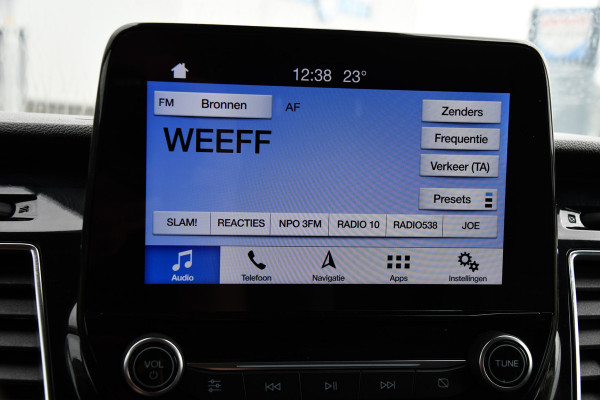 12:38 23°
FM Bronnen AF
Zenders
WEEFF
Frequentie
Verkeer (TA)
Presets
SLAM! REACTIES NPO 3FM RADIO 10 RADIO538 JOE
Audio Telefoon Navigatie Apps Instellingen
VOL TUNE